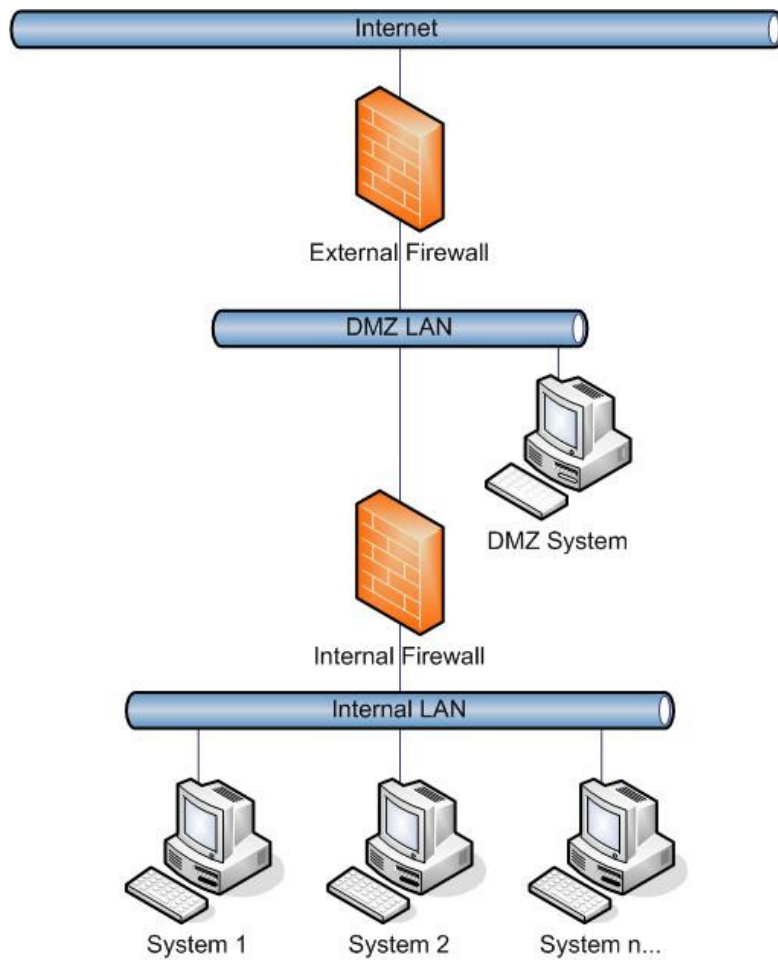 Internet
External Firewall
DMZ LAN
DMZ System
Internal Firewall
Internal LAN
System 1
System 2
System n...